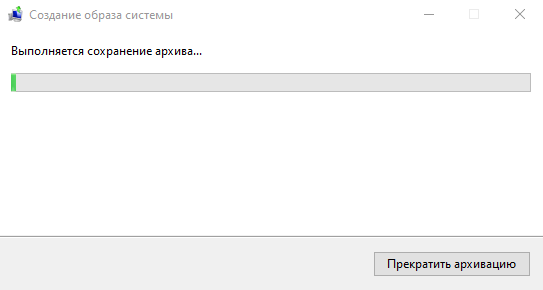 Создание образа системы
Выполняется сохранение архива...
Прекратить архивацию